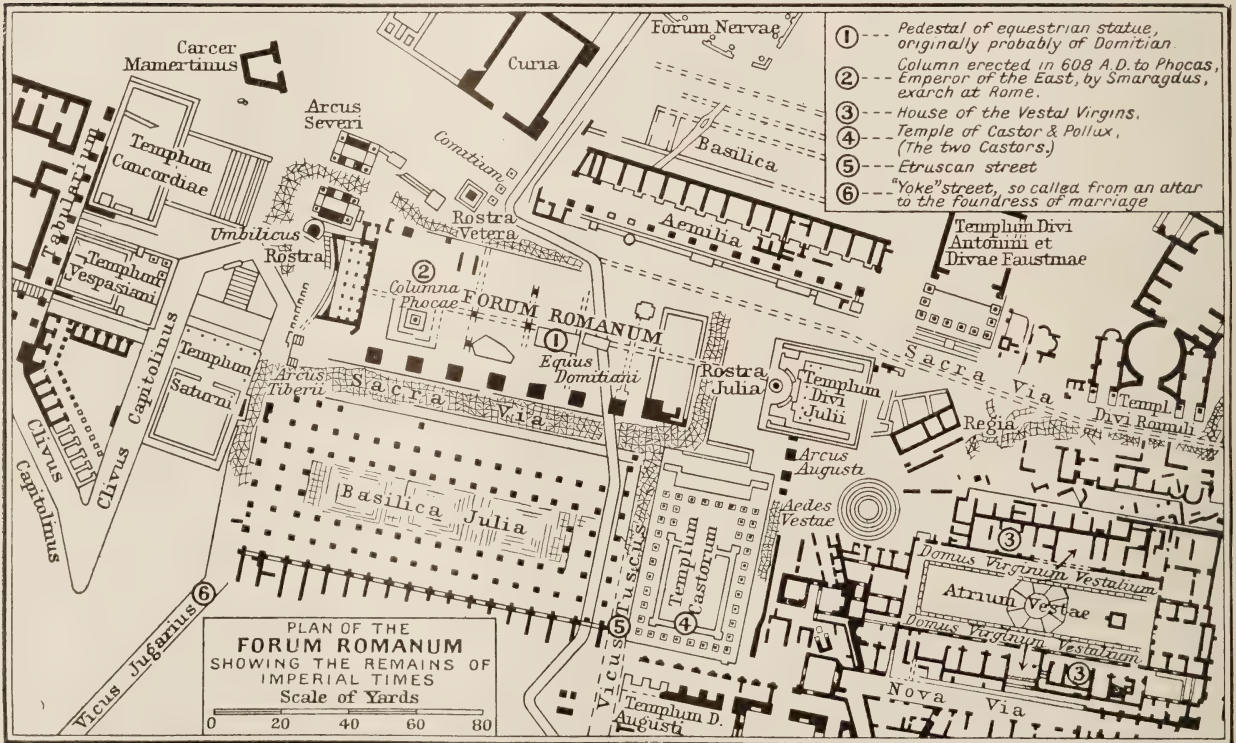 Carcer
Mamertinus
Curia
Forum Nervae
① --- Pedestal of equestrian statue,
originally probably of Domitian.
② --- Column erected in 608 A.D. to Phocas,
Emperor of the East, by Smaragdus,
exarch at Rome.
③ --- House of the Vestal Virgins.
④ --- Temple of Castor & Pollux,
(The two Castors.)
⑤ --- Etruscan street
⑥ --- "Yoke" street, so called from an altar
to the foundress of marriage
Arcus
Severi
Comitium
Basilica
Aemilia
Tabularium
Templum
Concordiae
Rostra
Vetera
Umbilicus
Rostra
Templum Divi
Antonini et
Divae Faustinae
Templum
Vespasiani
②
Columna
Phocae
FORUM ROMANUM
①
Equus
Domitiani
Sacra Via
Templum
Saturni
Arcus
Tiberii
Sacra Via
Rostra
Julia
Templum
Divi
Julii
Templ.
Divi Romuli
Regia
Clivus Capitolinus
Clivus
Capitolinus
Basilica Julia
Arcus
Augusti
Aedes
Vestae
Templum
Castorum
④
③
Domus Virginum Vestalium
Atrium Vestae
Domus Virginum Vestalium
③
Nova Via
Vicus Tuscus
⑤
Templum D.
Augusti
Vicus Jugarius
⑥
PLAN OF THE
FORUM ROMANUM
SHOWING THE REMAINS OF
IMPERIAL TIMES
Scale of Yards
0 20 40 60 80